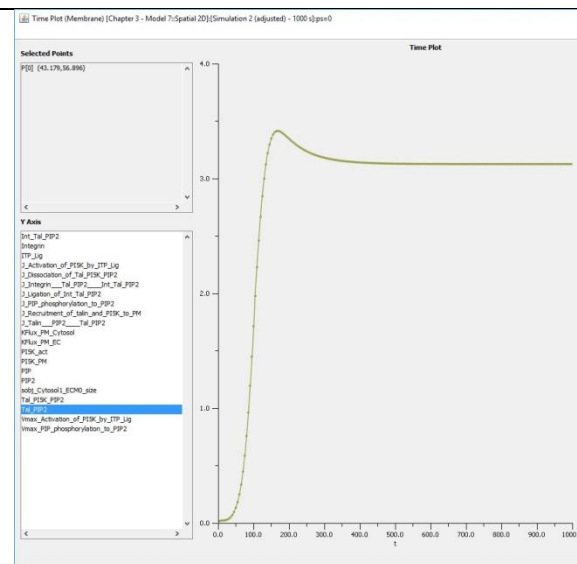 Time Plot (Membrane) [Chapter 3 - Model 7::Spatial 2D]:[Simulation 2 (adjusted) - 1000 s]:ps=0
Selected Points
P[0] (43.179,56.896)
Y Axis
Int_Tal_PIP2
Integrin
ITP_Lig
J_Activation_of_PI5K_by_ITP_Lig
J_Dissociation_of_Tal_PI5K_PIP2
J_Integrin___Tal_PIP2____Int_Tal_PIP2
J_Ligation_of_Int_Tal_PIP2
J_PIP_phosphorylation_to_PIP2
J_Recruitment_of_talin_and_PI5K_to_PM
J_Talin___PIP2____Tal_PIP2
KFlux_PM_Cytosol
KFlux_PM_EC
PI5K_act
PI5K_PM
PIP
PIP2
sobj_Cytosol1_ECM0_size
Tal_PI5K_PIP2
Tal_PIP2
Vmax_Activation_of_PI5K_by_ITP_Lig
Vmax_PIP_phosphorylation_to_PIP2
Time Plot
4.0
3.0
2.0
1.0
0.0
0.0 100.0 200.0 300.0 400.0 500.0 600.0 700.0 800.0 900.0 1000
t